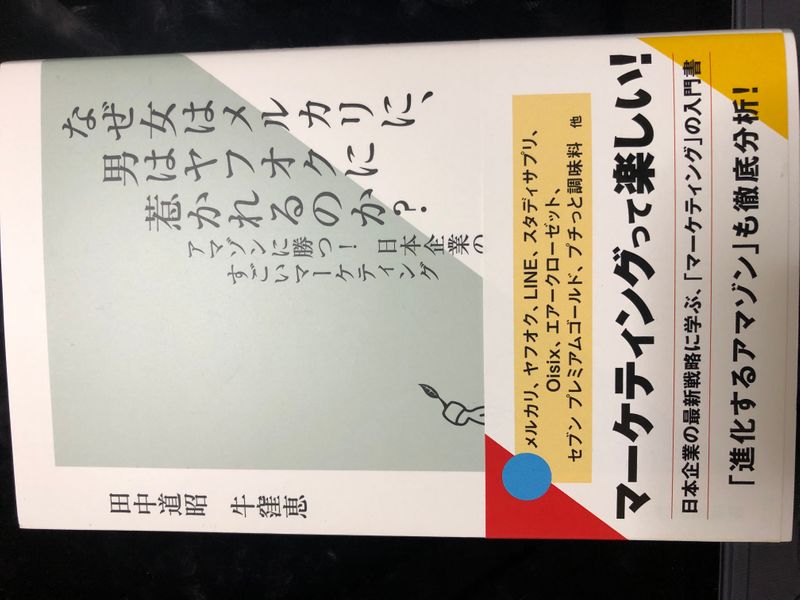 なぜ女はメルカリに、
男はヤフオクに
惹かれるのか?
アマゾンに勝つ! 日本企業の
すごいマーケティング
田中道昭 牛窪恵
メルカリ、ヤフオク、LINE、スタディサプリ、
Oisix、エアークローゼット、
セブン プレミアムゴールド、プチっと調味料 他
マーケティングって楽しい!
日本企業の最新戦略に学ぶ、「マーケティング」の入門書
「進化するアマゾン」も徹底分析!